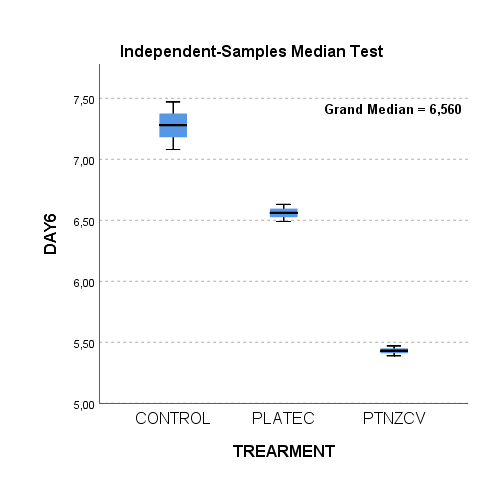 Independent-Samples Median Test
Grand Median = 6,560
7,50
7,00
6,50
6,00
5,50
5,00
DAY6
CONTROL
PLATEC
PTNZCV
TREARMENT